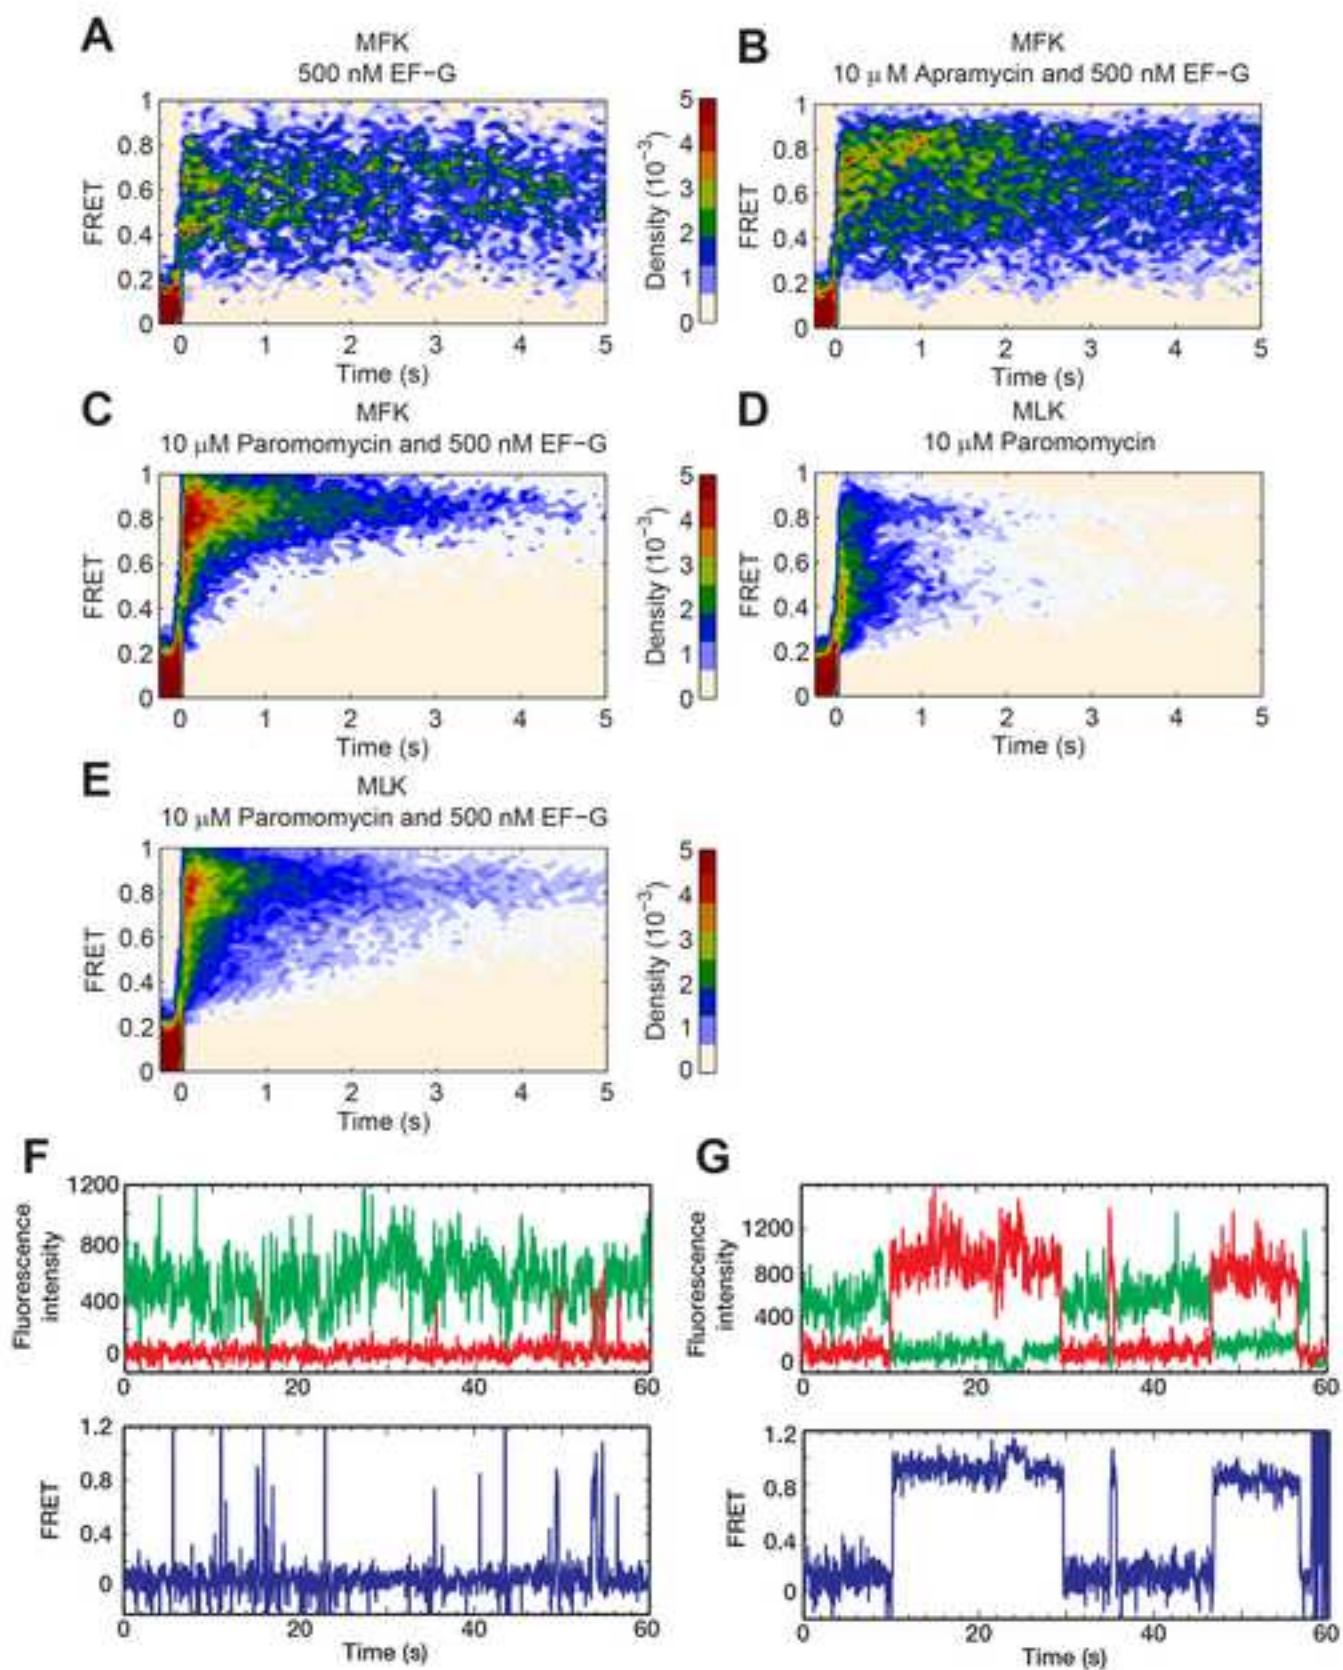 A
MFK
500 nM EF-G
1
0.8
0.6
0.4
0.2
0
FRET
0 1 2 3 4 5
Time (s)
5
4
3
2
1
0
Density (10⁻³)
B
MFK
10 μ M Apramycin and 500 nM EF-G
1
0.8
0.6
0.4
0.2
0
FRET
0 1 2 3 4 5
Time (s)
C
MFK
10 μM Paromomycin and 500 nM EF-G
1
0.8
0.6
0.4
0.2
0
FRET
0 1 2 3 4 5
Time (s)
5
4
3
2
1
0
Density (10⁻³)
D
MLK
10 μM Paromomycin
1
0.8
0.6
0.4
0.2
0
FRET
0 1 2 3 4 5
Time (s)
E
MLK
10 μM Paromomycin and 500 nM EF-G
1
0.8
0.6
0.4
0.2
0
FRET
0 1 2 3 4 5
Time (s)
5
4
3
2
1
0
Density (10⁻³)
F
1200
800
400
0
Fluorescence
intensity
0 20 40 60
1.2
0.8
0.4
0
FRET
0 20 40 60
Time (s)
G
1200
800
400
0
Fluorescence
intensity
0 20 40 60
1.2
0.8
0.4
0
FRET
0 20 40 60
Time (s)